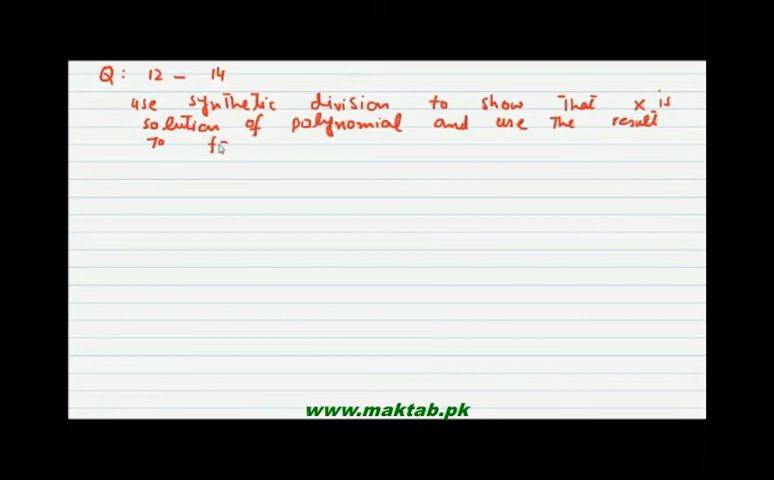 Q: 12 - 14
use synthetic division to show that x is
solution of polynomial and use the result
To f
www.maktab.pk